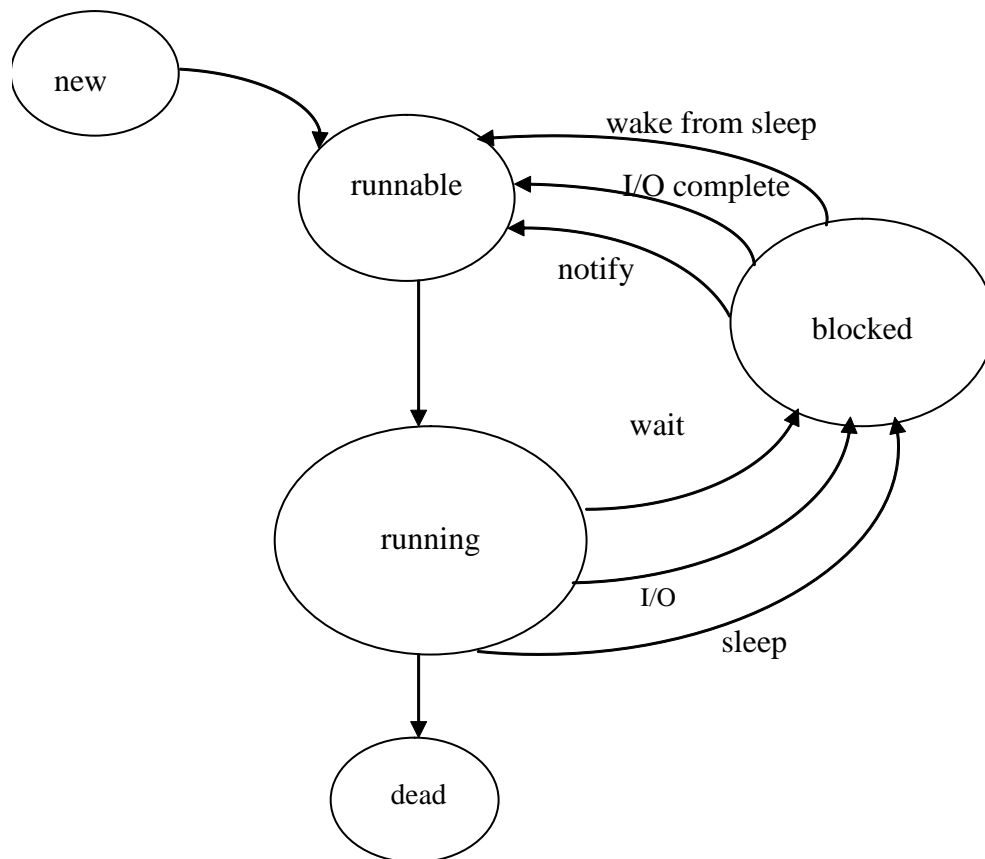 new
wake from sleep
runnable
I/O complete
notify
blocked
wait
running
I/O
sleep
dead